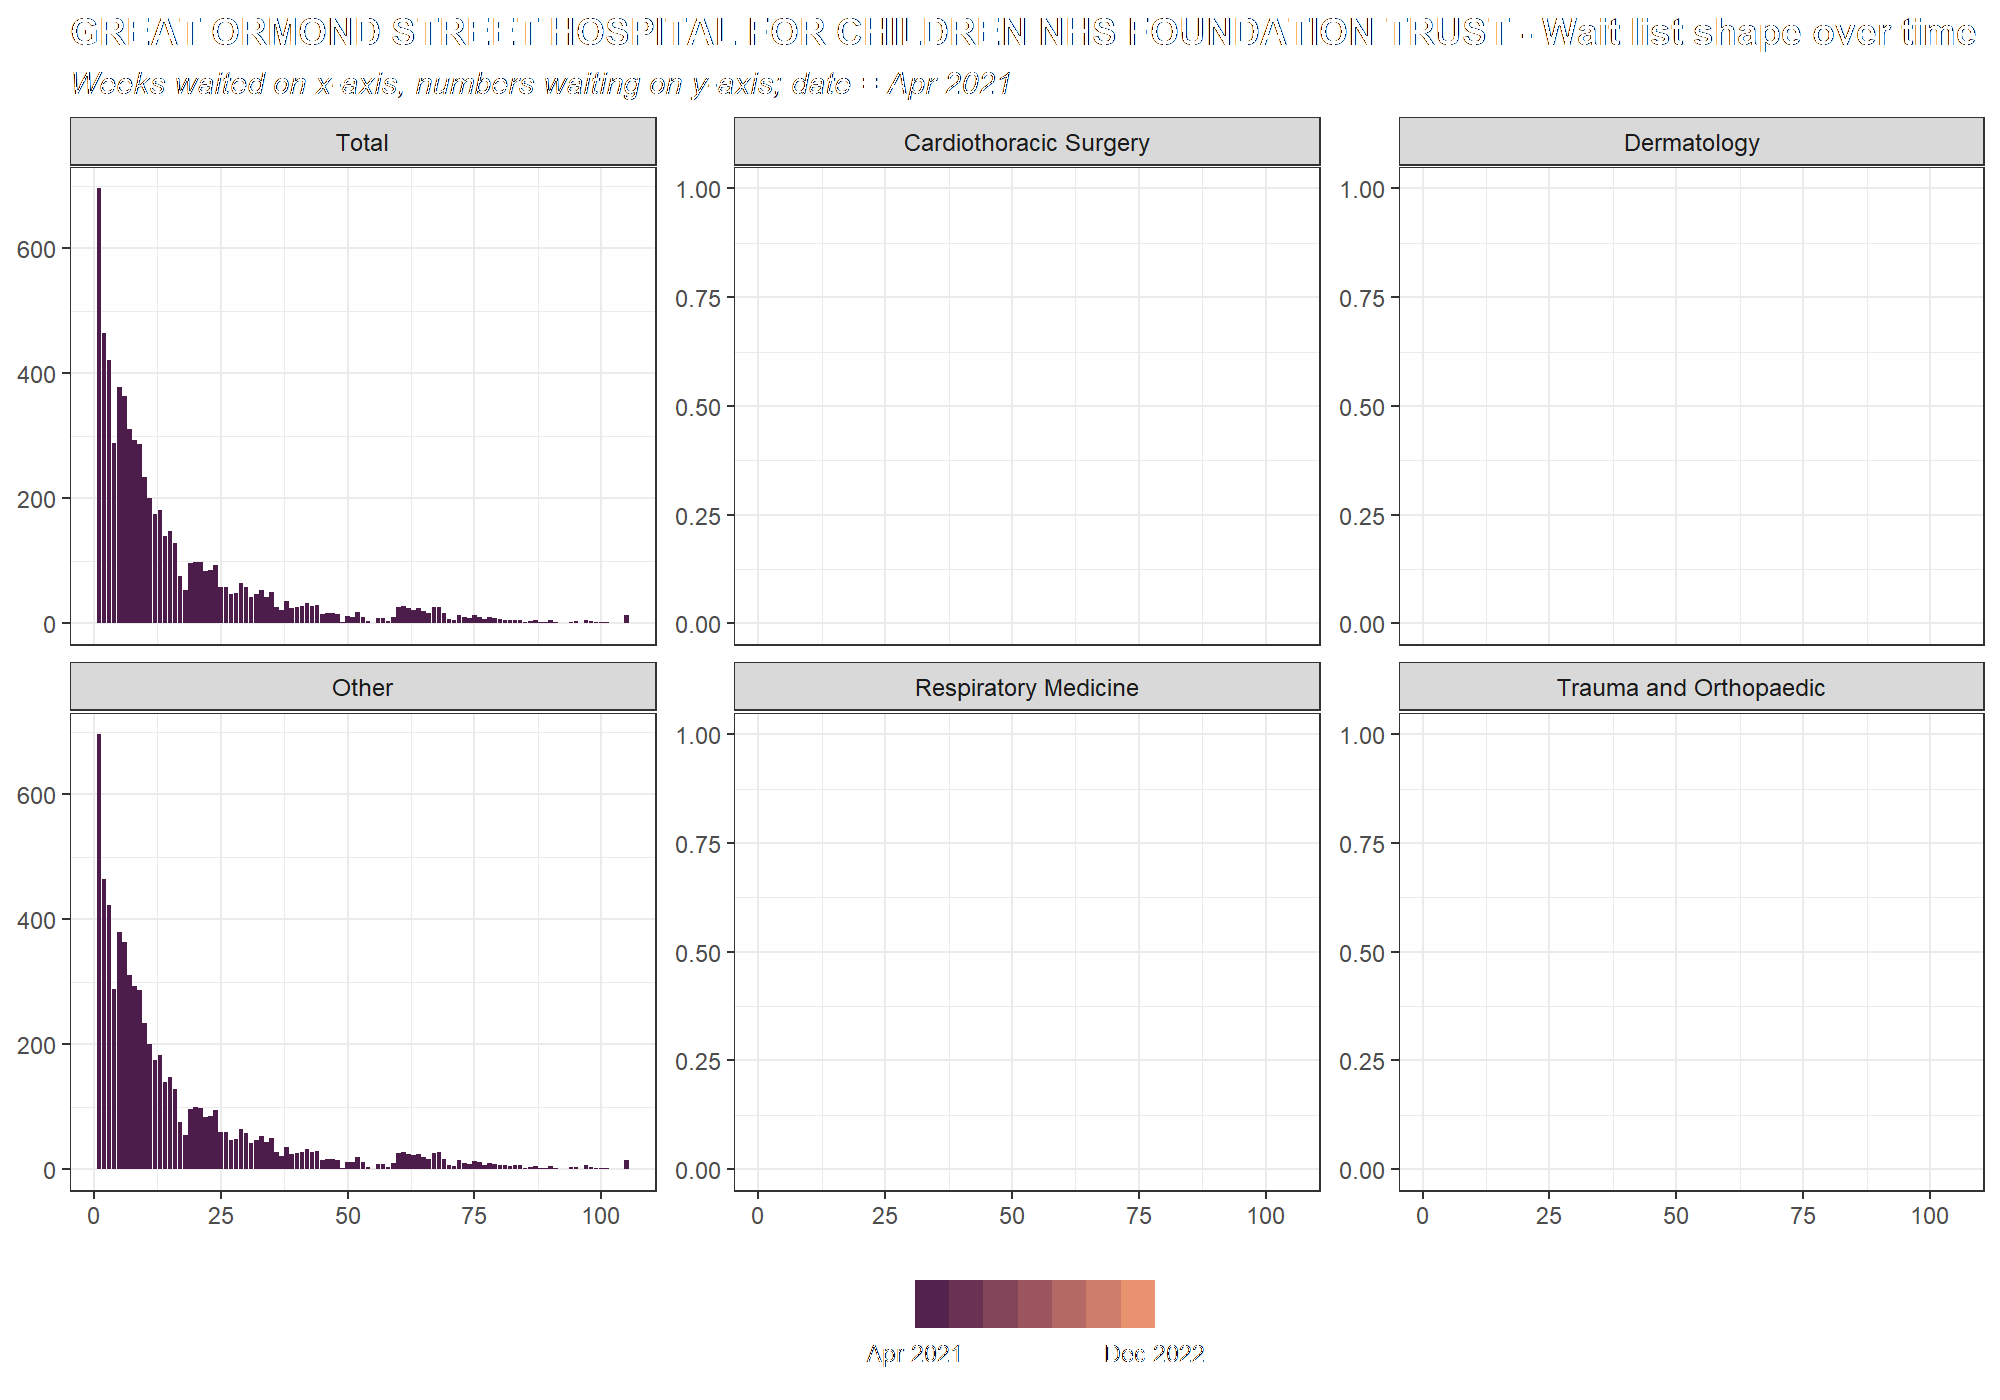 GREAT ORMOND STREET HOSPITAL FOR CHILDREN NHS FOUNDATION TRUST - Wait list shape over time
Weeks waited on x-axis, numbers waiting on y-axis; date = Apr 2021
Total
Cardiothoracic Surgery
Dermatology
600
400
200
0
1.00
0.75
0.50
0.25
0.00
1.00
0.75
0.50
0.25
0.00
Other
Respiratory Medicine
Trauma and Orthopaedic
600
400
200
0
1.00
0.75
0.50
0.25
0.00
1.00
0.75
0.50
0.25
0.00
0 25 50 75 100
0 25 50 75 100
0 25 50 75 100
Apr 2021
Dec 2022